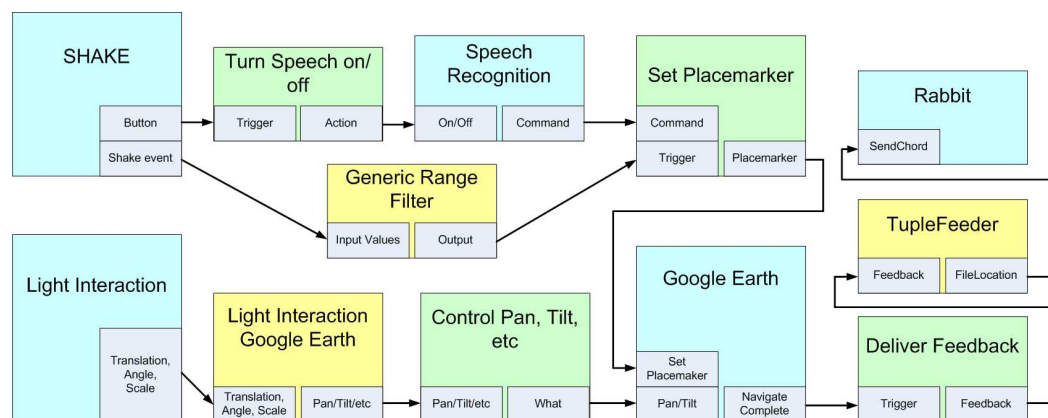 SHAKE
Button
Shake event
Turn Speech on/
off
Trigger
Action
Speech
Recognition
On/Off
Command
Set Placemarker
Command
Trigger
Placemarker
Rabbit
SendChord
Generic Range
Filter
Input Values
Output
TupleFeeder
Feedback
FileLocation
Light Interaction
Translation,
Angle,
Scale
Light Interaction
Google Earth
Translation,
Angle, Scale
Pan/Tilt/etc
Control Pan, Tilt,
etc
Pan/Tilt/etc
What
Google Earth
Set
Placemaker
Pan/Tilt
Navigate
Complete
Deliver Feedback
Trigger
Feedback